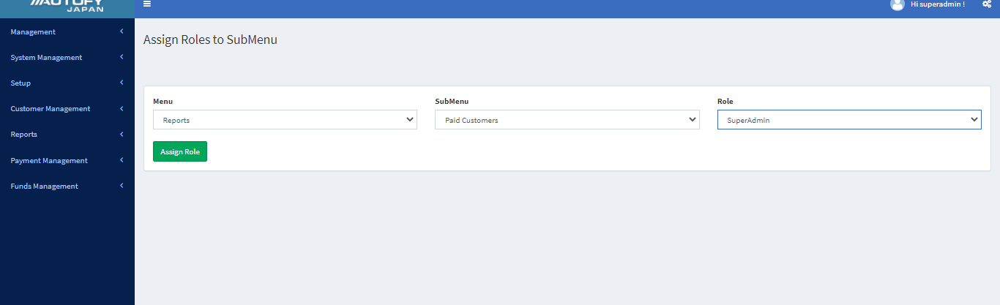 AUTOFY
JAPAN
Hi superadmin !
Management
System Management
Setup
Customer Management
Reports
Payment Management
Funds Management
Assign Roles to SubMenu
Menu
SubMenu
Role
Reports
Paid Customers
SuperAdmin
Assign Role